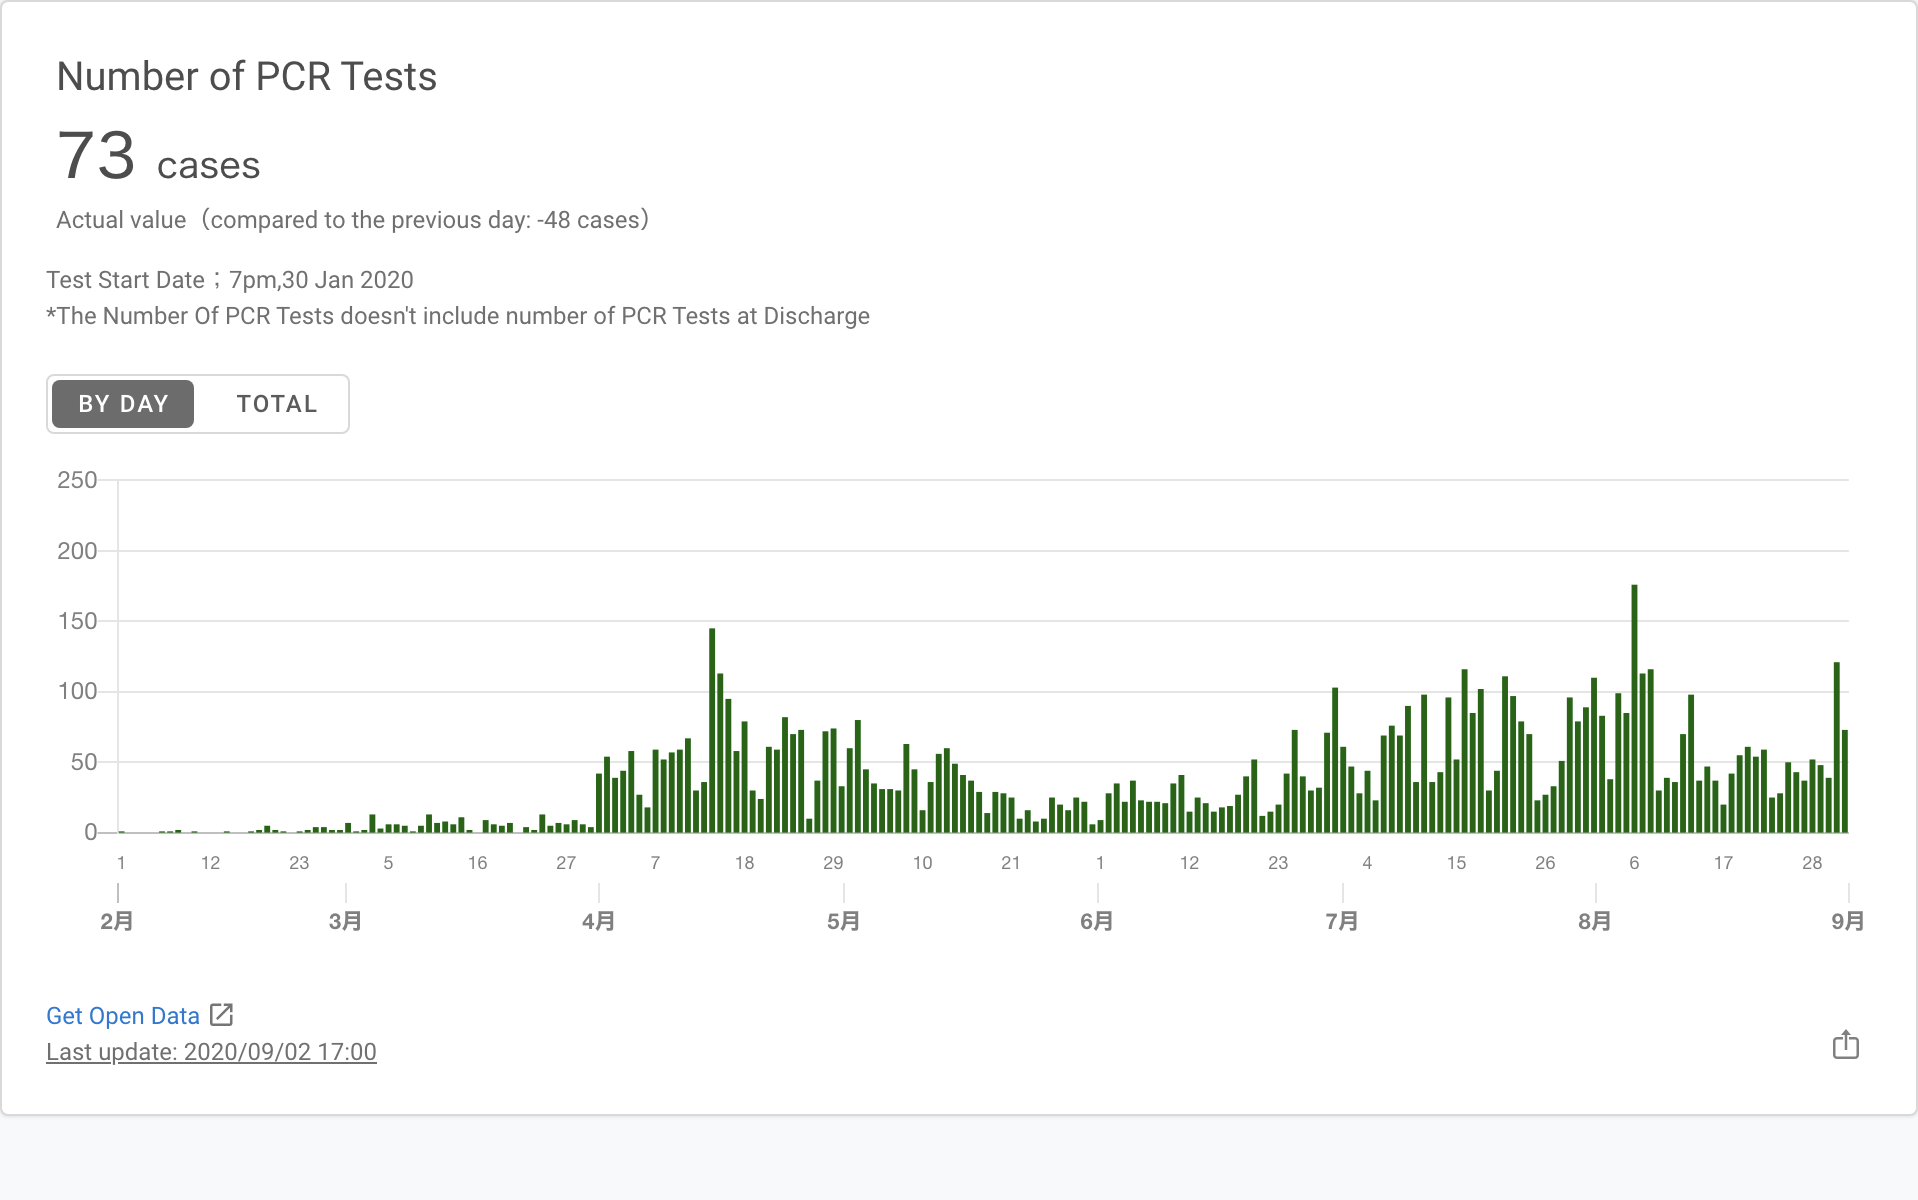 Number of PCR Tests
73 cases
Actual value（compared to the previous day: -48 cases）
Test Start Date；7pm,30 Jan 2020
*The Number Of PCR Tests doesn't include number of PCR Tests at Discharge
BY DAY TOTAL
250
200
150
100
50
0
1 12 23 5 16 27 7 18 29 10 21 1 12 23 4 15 26 6 17 28
2月 3月 4月 5月 6月 7月 8月 9月
Get Open Data
Last update: 2020/09/02 17:00